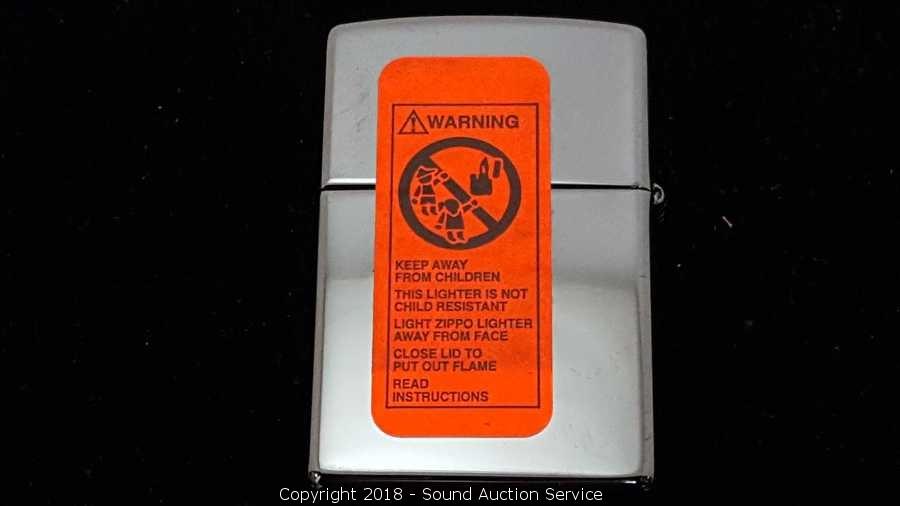 WARNING
KEEP AWAY
FROM CHILDREN
THIS LIGHTER IS NOT
CHILD RESISTANT
LIGHT ZIPPO LIGHTER
AWAY FROM FACE
CLOSE LID TO
PUT OUT FLAME
READ
INSTRUCTIONS
Copyright 2018 - Sound Auction Service